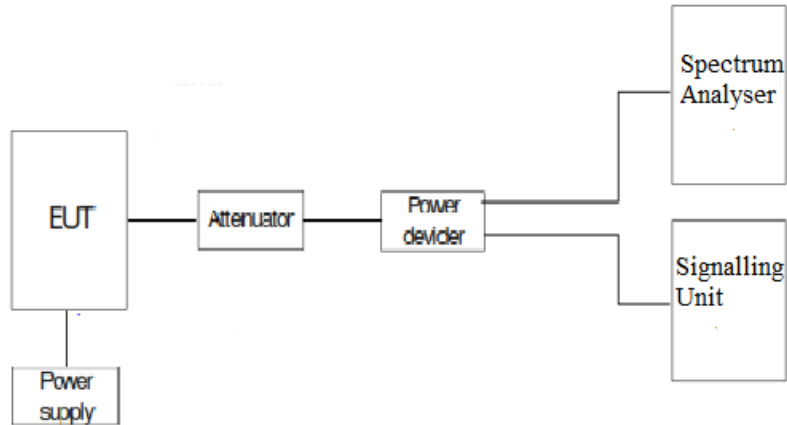 Spectrum
Analyser
EUT
Attenuator
Power
devider
Signalling
Unit
Power
supply